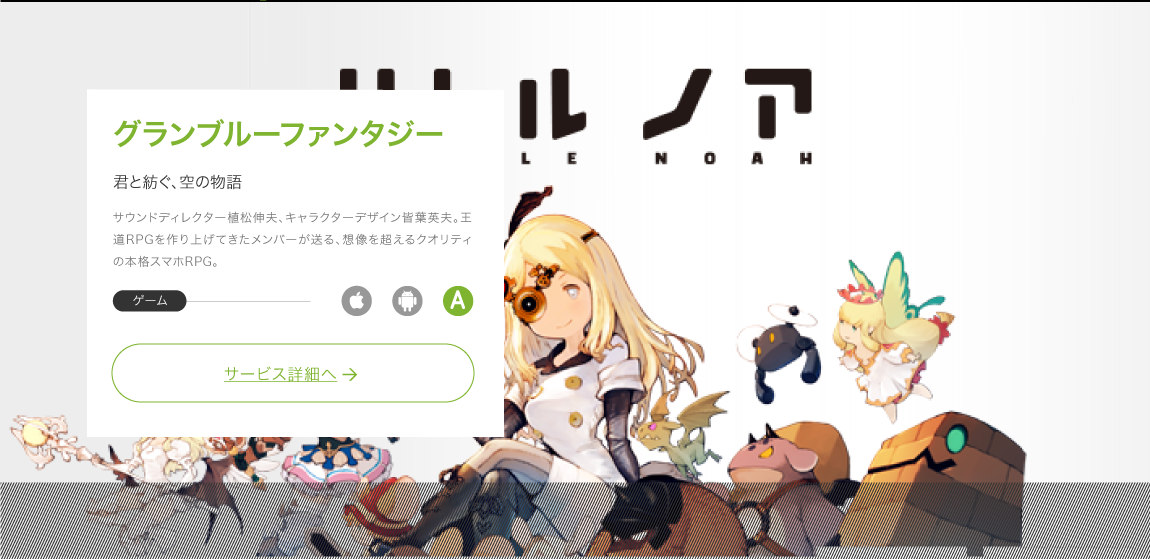 ルノア
LE NOAH
グランブルーファンタジー
君と紡ぐ、空の物語
サウンドディレクター植松伸夫、キャラクターデザイン皆葉英夫。王
道RPGを作り上げてきたメンバーが送る、想像を超えるクオリティ
の本格スマホRPG。
ゲーム
A
サービス詳細へ